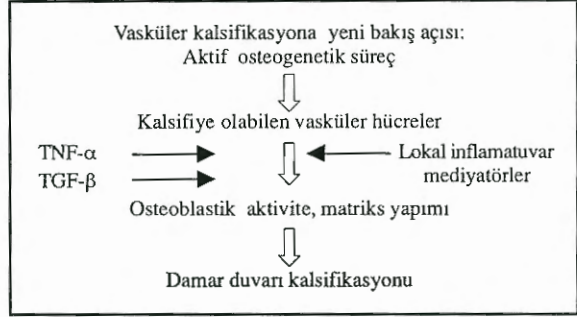 Vasküler kalsifikasyona yeni bakış açısı:
Aktif osteogenetik süreç
Kalsifiye olabilen vasküler hücreler
TNF-α
TGF-β
Lokal inflamatuvar
mediyatörler
Osteoblastik aktivite, matriks yapımı
Damar duvarı kalsifikasyonu